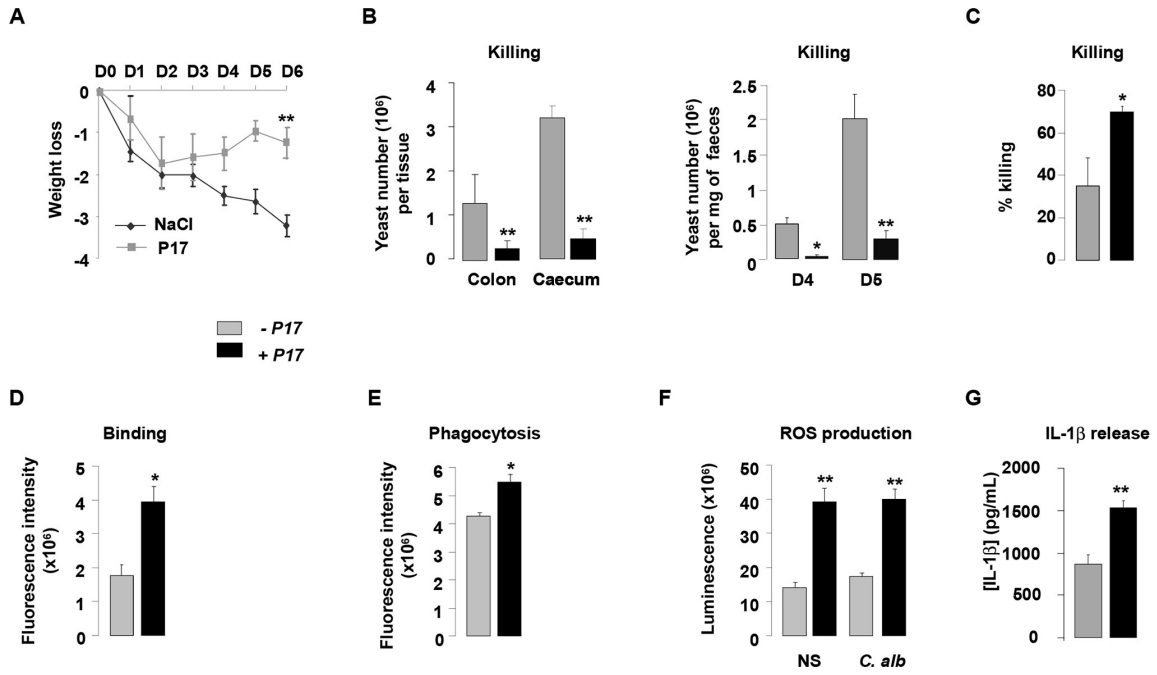 A
D0 D1 D2 D3 D4 D5 D6
0
-1
-2
-3
-4
Weight loss
**
NaCl
P17
B
Killing
Yeast number (10⁶)
per tissue
4
3
2
1
0
**
**
Colon Caecum
Killing
Yeast number (10⁶)
per mg of faeces
2.5
2
1.5
1
0.5
0
*
**
D4 D5
C
Killing
% killing
80
60
40
20
0
*
- P17
+ P17
D
Binding
Fluorescence intensity
(x10⁶)
5
4
3
2
1
0
*
E
Phagocytosis
Fluorescence intensity
(x10⁶)
6
5
4
3
2
1
0
*
F
ROS production
Luminescence (x10⁶)
50
40
30
20
10
0
**
**
NS C. alb
G
IL-1β release
[IL-1β] (pg/mL)
2000
1500
1000
500
0
**